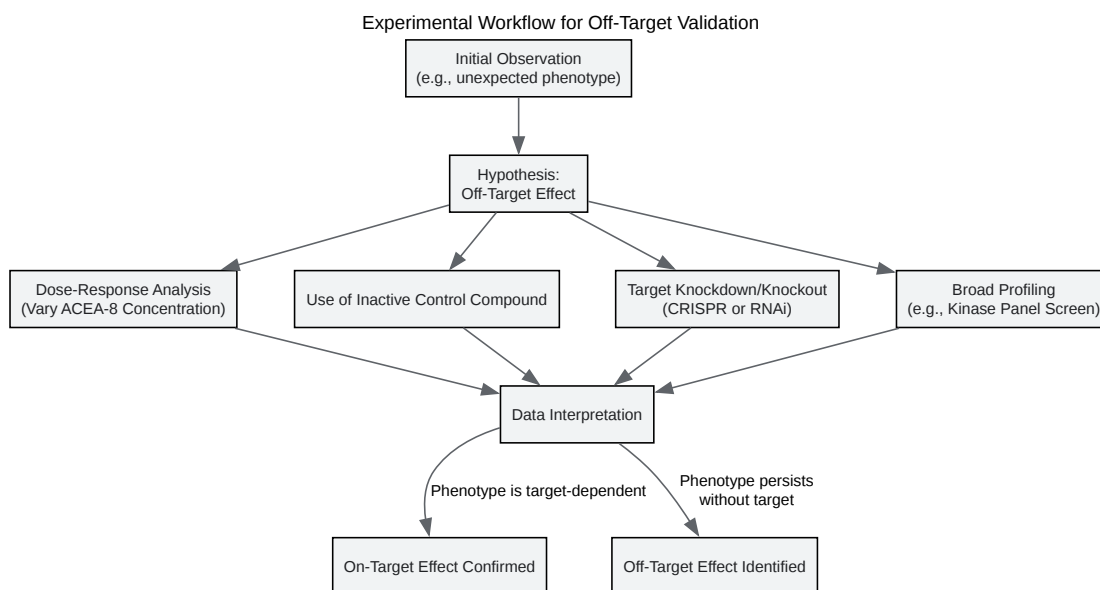 Experimental Workflow for Off-Target Validation
Initial Observation
(e.g., unexpected phenotype)
Hypothesis:
Off-Target Effect
Dose-Response Analysis
(Vary ACEA-8 Concentration)
Use of Inactive Control Compound
Target Knockdown/Knockout
(CRISPR or RNAi)
Broad Profiling
(e.g., Kinase Panel Screen)
Data Interpretation
Phenotype is target-dependent
Phenotype persists
without target
On-Target Effect Confirmed
Off-Target Effect Identified